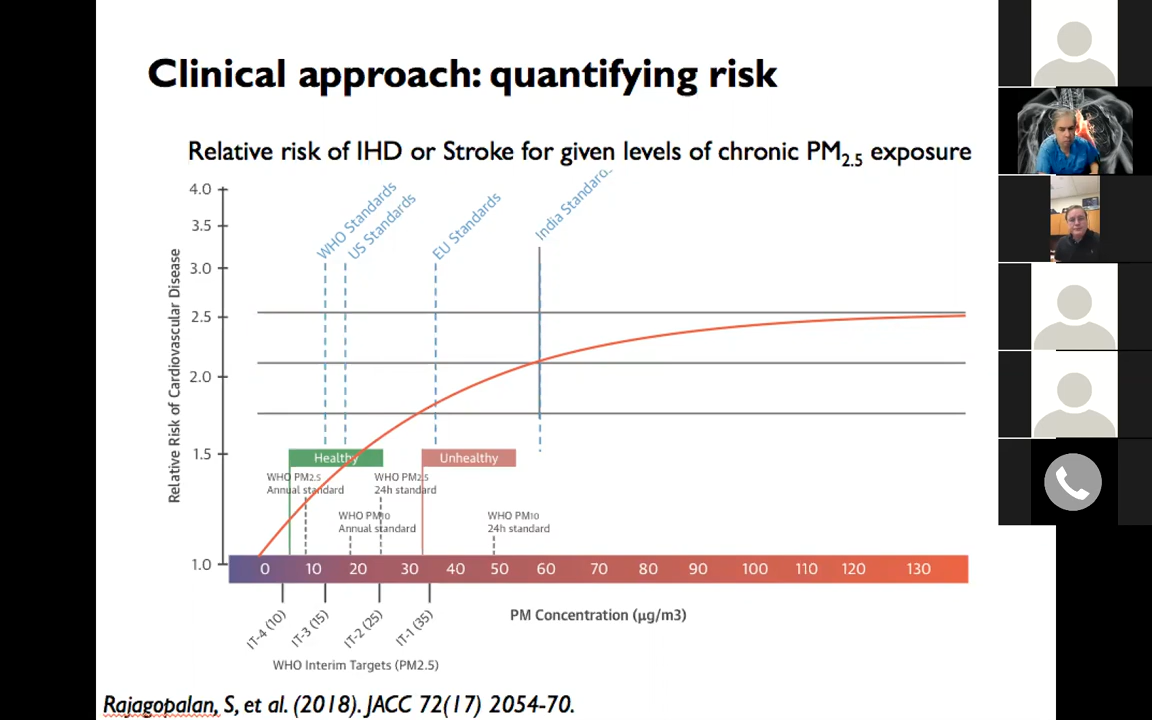 Clinical approach: quantifying risk
Relative risk of IHD or Stroke for given levels of chronic PM2.5 exposure
WHO Standards
US Standards
EU Standards
India Standard
4.0
3.5
3.0
2.5
2.0
1.5
1.0
Relative Risk of Cardiovascular Disease
Healthy
Unhealthy
WHO PM2.5
Annual standard
WHO PM2.5
24h standard
WHO PM10
Annual standard
WHO PM10
24h standard
0 10 20 30 40 50 60 70 80 90 100 110 120 130
IT-4 (10)
IT-3 (15)
IT-2 (25)
IT-1 (35)
PM Concentration (µg/m3)
WHO Interim Targets (PM2.5)
Rajagopalan, S, et al. (2018). JACC 72(17) 2054-70.